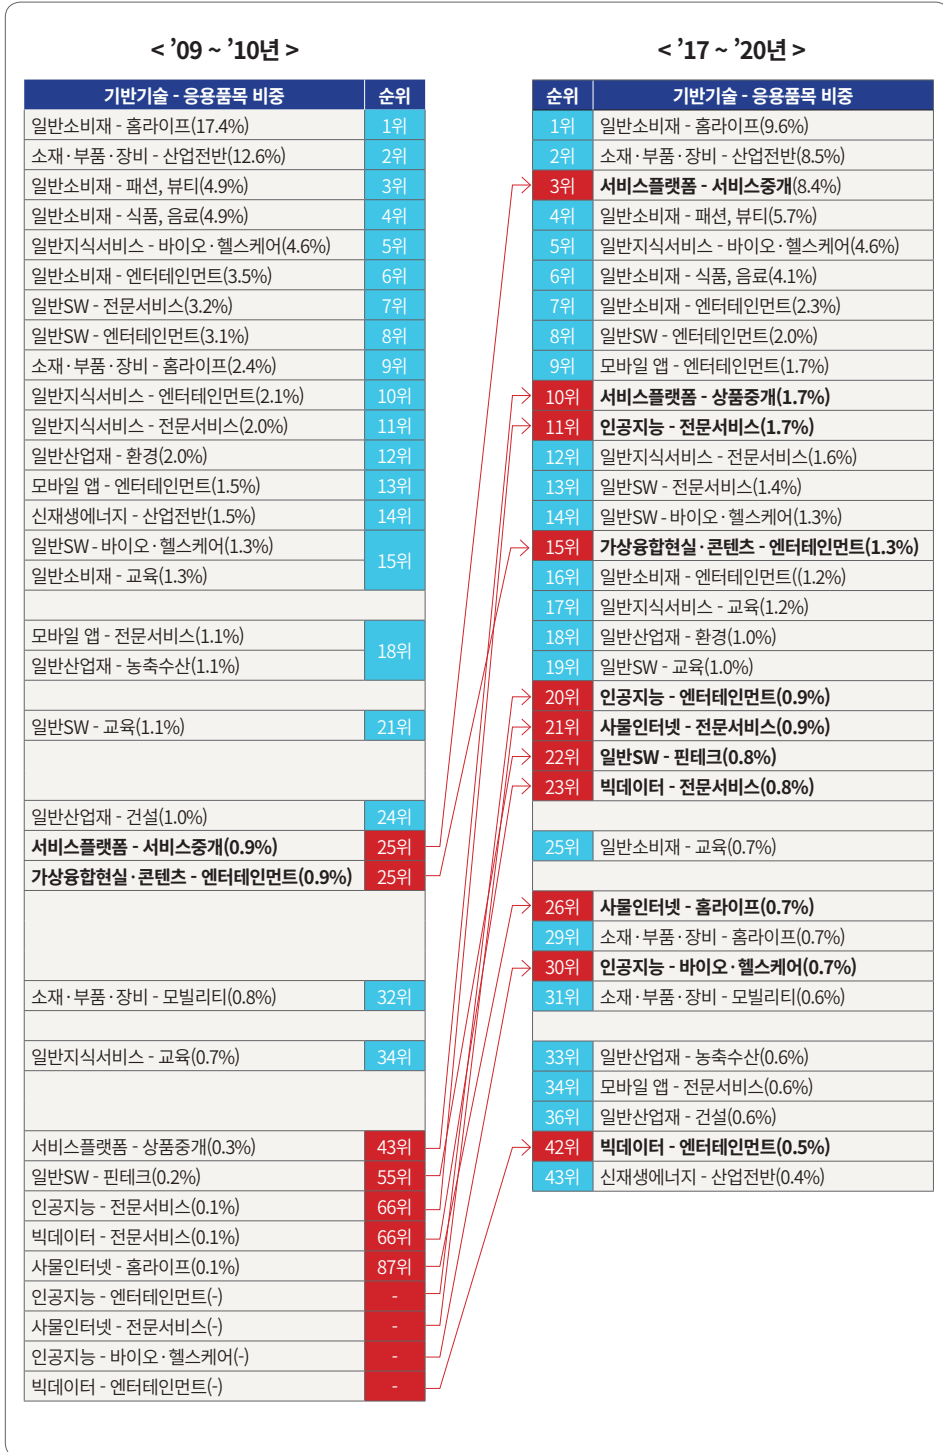 < ’09 ~ ’10년 >
기반기술 - 응용품목 비중 순위
일반소비재 - 홈라이프(17.4%) 1위
소재·부품·장비 - 산업전반(12.6%) 2위
일반소비재 - 패션, 뷰티(4.9%) 3위
일반소비재 - 식품, 음료(4.9%) 4위
일반지식서비스 - 바이오·헬스케어(4.6%) 5위
일반소비재 - 엔터테인먼트(3.5%) 6위
일반SW - 전문서비스(3.2%) 7위
일반SW - 엔터테인먼트(3.1%) 8위
소재·부품·장비 - 홈라이프(2.4%) 9위
일반지식서비스 - 엔터테인먼트(2.1%) 10위
일반지식서비스 - 전문서비스(2.0%) 11위
일반산업재 - 환경(2.0%) 12위
모바일 앱 - 엔터테인먼트(1.5%) 13위
신재생에너지 - 산업전반(1.5%) 14위
일반SW - 바이오·헬스케어(1.3%) 15위
일반소비재 - 교육(1.3%)
모바일 앱 - 전문서비스(1.1%) 18위
일반산업재 - 농축수산(1.1%)
일반SW - 교육(1.1%) 21위
일반산업재 - 건설(1.0%) 24위
서비스플랫폼 - 서비스중개(0.9%) 25위
가상융합현실·콘텐츠 - 엔터테인먼트(0.9%) 25위
소재·부품·장비 - 모빌리티(0.8%) 32위
일반지식서비스 - 교육(0.7%) 34위
서비스플랫폼 - 상품중개(0.3%) 43위
일반SW - 핀테크(0.2%) 55위
인공지능 - 전문서비스(0.1%) 66위
빅데이터 - 전문서비스(0.1%) 66위
사물인터넷 - 홈라이프(0.1%) 87위
인공지능 - 엔터테인먼트(-) -
사물인터넷 - 전문서비스(-) -
인공지능 - 바이오·헬스케어(-) -
빅데이터 - 엔터테인먼트(-) -
< ’17 ~ ’20년 >
순위 기반기술 - 응용품목 비중
1위 일반소비재 - 홈라이프(9.6%)
2위 소재·부품·장비 - 산업전반(8.5%)
3위 서비스플랫폼 - 서비스중개(8.4%)
4위 일반소비재 - 패션, 뷰티(5.7%)
5위 일반지식서비스 - 바이오·헬스케어(4.6%)
6위 일반소비재 - 식품, 음료(4.1%)
7위 일반소비재 - 엔터테인먼트(2.3%)
8위 일반SW - 엔터테인먼트(2.0%)
9위 모바일 앱 - 엔터테인먼트(1.7%)
10위 서비스플랫폼 - 상품중개(1.7%)
11위 인공지능 - 전문서비스(1.7%)
12위 일반지식서비스 - 전문서비스(1.6%)
13위 일반SW - 전문서비스(1.4%)
14위 일반SW - 바이오·헬스케어(1.3%)
15위 가상융합현실·콘텐츠 - 엔터테인먼트(1.3%)
16위 일반소비재 - 엔터테인먼트((1.2%)
17위 일반지식서비스 - 교육(1.2%)
18위 일반산업재 - 환경(1.0%)
19위 일반SW - 교육(1.0%)
20위 인공지능 - 엔터테인먼트(0.9%)
21위 사물인터넷 - 전문서비스(0.9%)
22위 일반SW - 핀테크(0.8%)
23위 빅데이터 - 전문서비스(0.8%)
25위 일반소비재 - 교육(0.7%)
26위 사물인터넷 - 홈라이프(0.7%)
29위 소재·부품·장비 - 홈라이프(0.7%)
30위 인공지능 - 바이오·헬스케어(0.7%)
31위 소재·부품·장비 - 모빌리티(0.6%)
33위 일반산업재 - 농축수산(0.6%)
34위 모바일 앱 - 전문서비스(0.6%)
36위 일반산업재 - 건설(0.6%)
42위 빅데이터 - 엔터테인먼트(0.5%)
43위 신재생에너지 - 산업전반(0.4%)